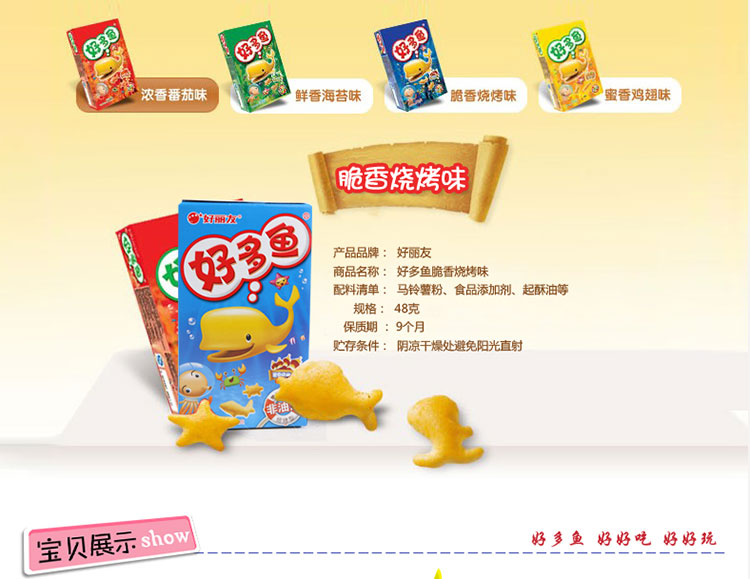 好多鱼
好多鱼
好多鱼
好多鱼
浓香番茄味
鲜香海苔味
脆香烧烤味
蜜香鸡翅味
脆香烧烤味
好丽友
好多鱼
产品品牌： 好丽友
商品名称： 好多鱼脆香烧烤味
配料清单： 马铃薯粉、食品添加剂、起酥油等
规格： 48克
保质期 ： 9个月
贮存条件： 阴凉干燥处避免阳光直射
非油
宝贝展示show
好多鱼 好好吃 好好玩